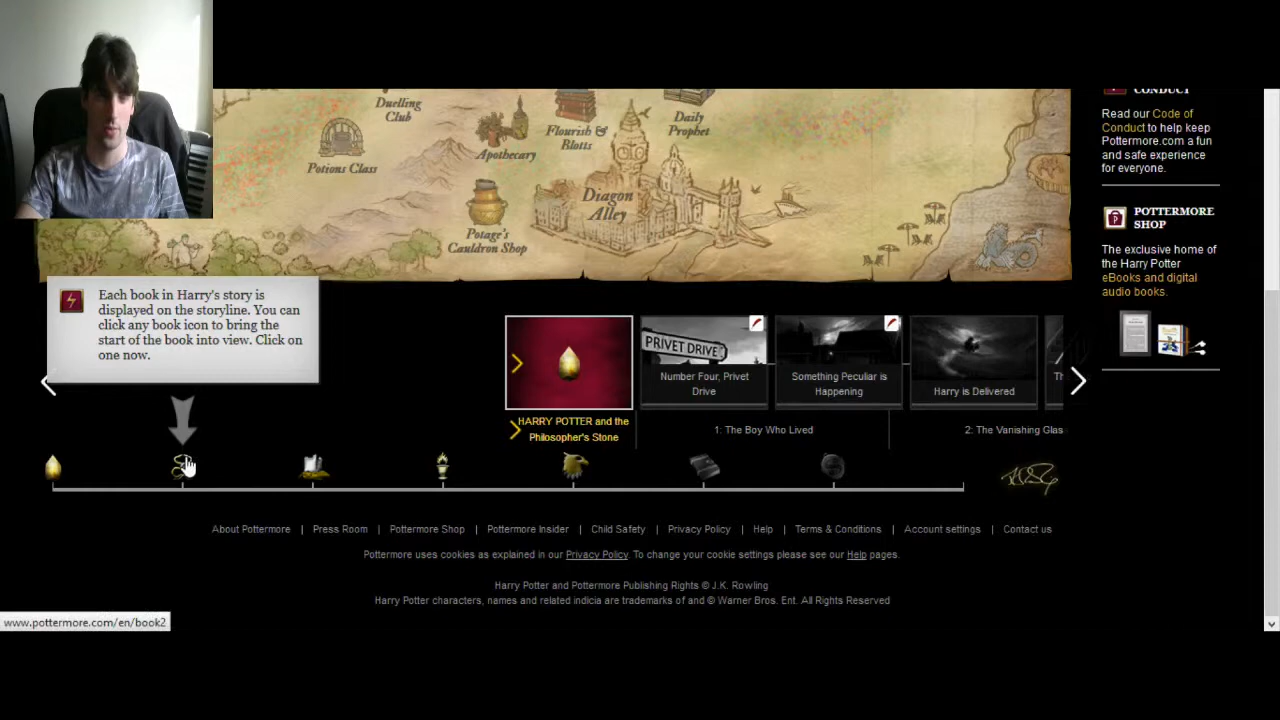 Duelling
Club
Potions Class
Apothecary
Flourish &
Blotts
Daily
Prophet
Diagon
Alley
Potage's
Cauldron Shop
CONDUCT
Read our Code of
Conduct to help keep
Pottermore.com a fun
and safe experience
for everyone.
POTTERMORE
SHOP
The exclusive home of
the Harry Potter
eBooks and digital
audio books.
Each book in Harry's story is
displayed on the storyline. You can
click any book icon to bring the
start of the book into view. Click on
one now.
PRIVET DRIVE
Number Four, Privet
Drive
Something Peculiar is
Happening
Harry is Delivered
Th
HARRY POTTER and the
Philosopher's Stone
1: The Boy Who Lived
2: The Vanishing Glas
About Pottermore | Press Room | Pottermore Shop | Pottermore Insider | Child Safety | Privacy Policy | Help | Terms & Conditions | Account settings | Contact us
Pottermore uses cookies as explained in our Privacy Policy. To change your cookie settings please see our Help pages.
Harry Potter and Pottermore Publishing Rights © J.K. Rowling
Harry Potter characters, names and related indicia are trademarks of and © Warner Bros. Ent. All Rights Reserved
www.pottermore.com/en/book2